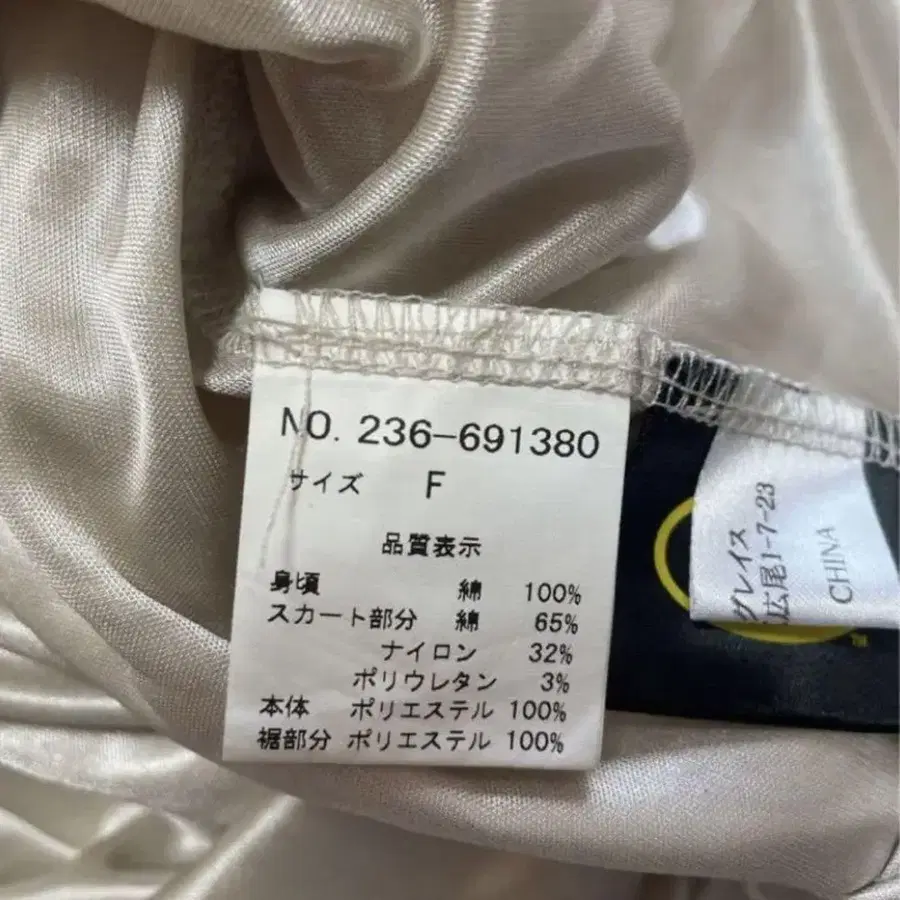 NO. 236-691380
サイズ F
品質表示
身頃 綿 100%
スカート部分 綿 65%
ナイロン 32%
ポリウレタン 3%
本体 ポリエステル 100%
裾部分 ポリエステル 100%
グレイス
広尾1-7-23
CHINA
TM